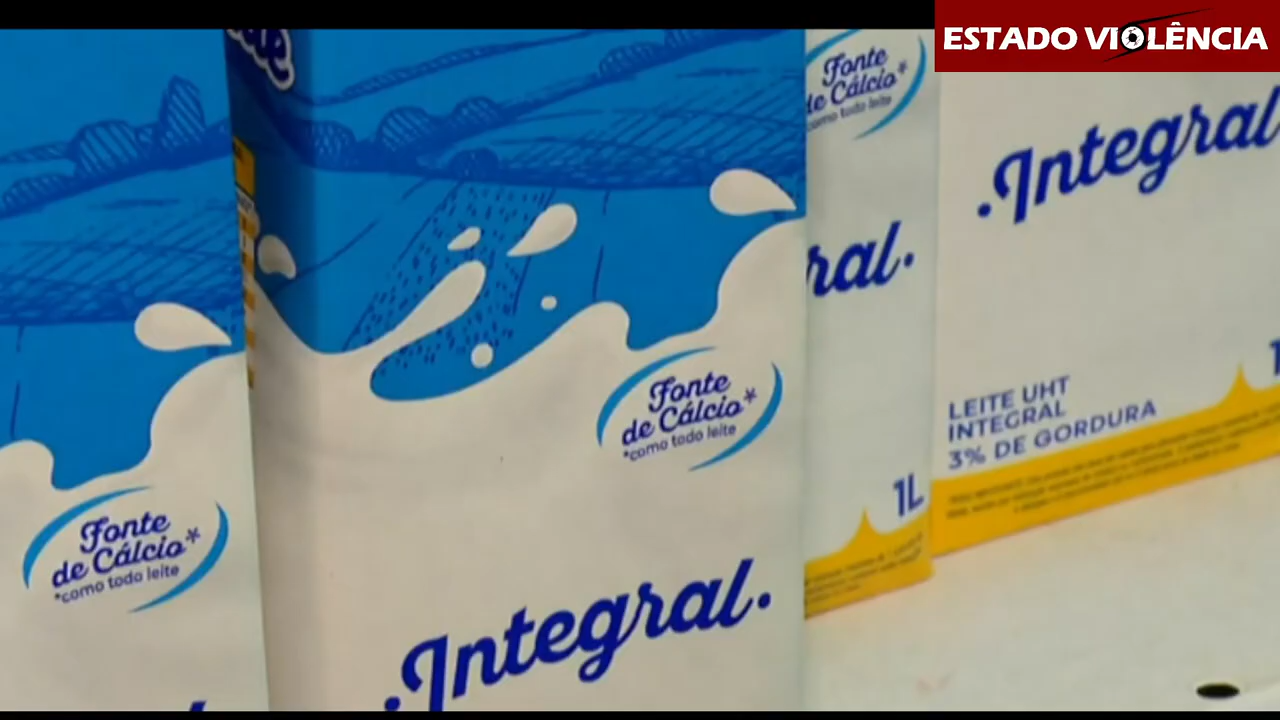 ESTADO VIOLÊNCIA
Fonte
de Cálcio*
como todo leite
.Integral
ral.
Fonte
de Cálcio*
*como todo leite
LEITE UHT
INTEGRAL
3% DE GORDURA
1L
Fonte
de Cálcio*
*como todo leite
.Integral.